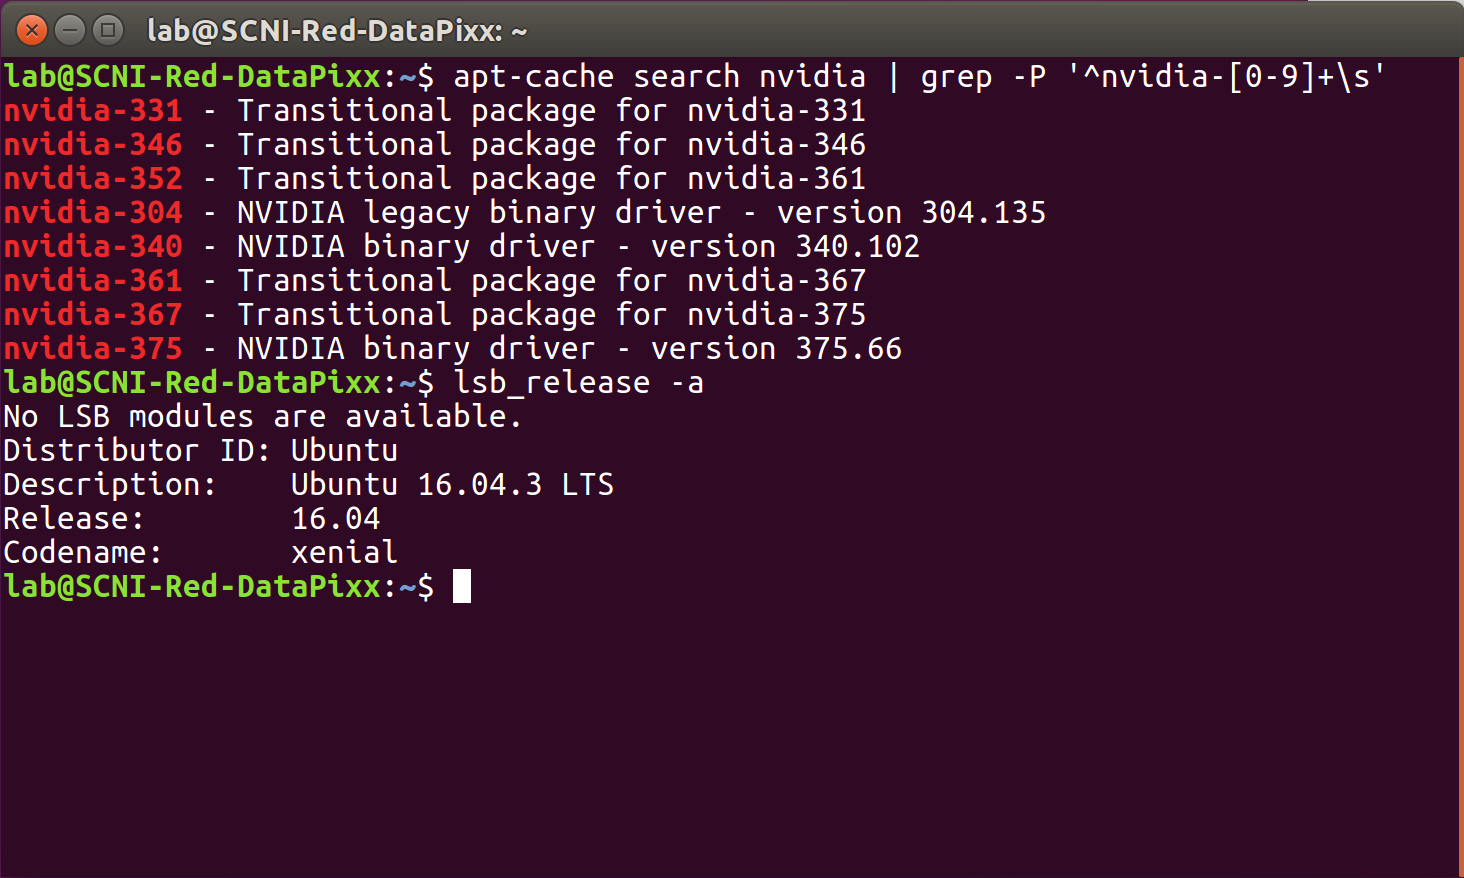 lab@SCNI-Red-DataPixx: ~
lab@SCNI-Red-DataPixx:~$ apt-cache search nvidia | grep -P '^nvidia-[0-9]+\s'
nvidia-331 - Transitional package for nvidia-331
nvidia-346 - Transitional package for nvidia-346
nvidia-352 - Transitional package for nvidia-361
nvidia-304 - NVIDIA legacy binary driver - version 304.135
nvidia-340 - NVIDIA binary driver - version 340.102
nvidia-361 - Transitional package for nvidia-367
nvidia-367 - Transitional package for nvidia-375
nvidia-375 - NVIDIA binary driver - version 375.66
lab@SCNI-Red-DataPixx:~$ lsb_release -a
No LSB modules are available.
Distributor ID: Ubuntu
Description:    Ubuntu 16.04.3 LTS
Release:        16.04
Codename:       xenial
lab@SCNI-Red-DataPixx:~$